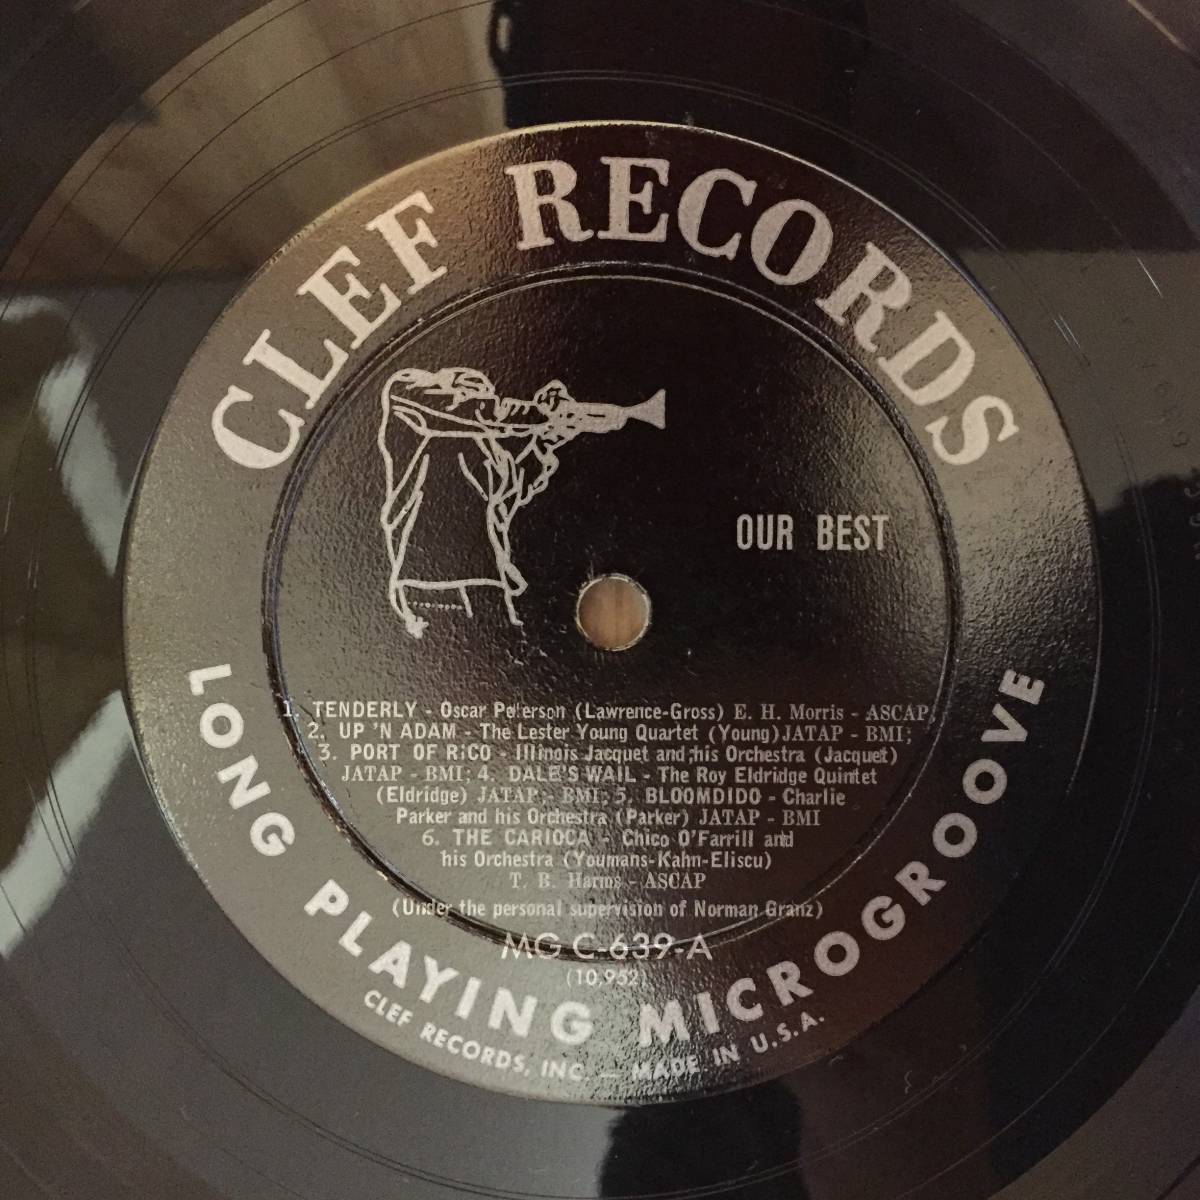 CLEF RECORDS
OUR BEST
1. TENDERLY - Oscar Peterson (Lawrence-Gross) E. H. Morris - ASCAP;
2. UP 'N ADAM - The Lester Young Quartet (Young) JATAP - BMI;
3. PORT OF RICO - Illinois Jacquet and his Orchestra (Jacquet)
JATAP - BMI; 4. DALE'S WAIL - The Roy Eldridge Quintet
(Eldridge) JATAP - BMI; 5. BLOOMDIDO - Charlie
Parker and his Orchestra (Parker) JATAP - BMI
6. THE CARIOCA - Chico O'Farrill and
his Orchestra (Youmans-Kahn-Eliscu)
T. B. Harms - ASCAP
(Under the personal supervision of Norman Granz)
MG C-639-A
(10,952)
LONG PLAYING MICROGROOVE
CLEF RECORDS, INC. — MADE IN U.S.A.